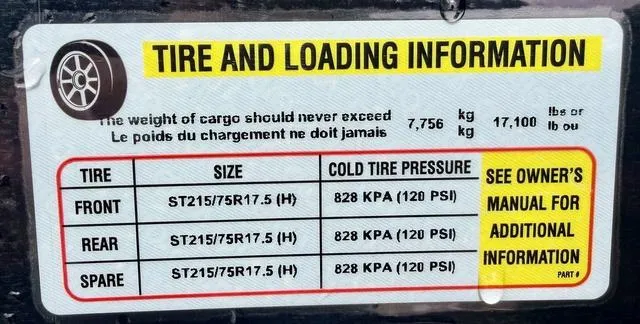 TIRE AND LOADING INFORMATION
The weight of cargo should never exceed 7,756 kg 17,100 lbs or
Le poids du chargement ne doit jamais kg lb ou
TIRE SIZE COLD TIRE PRESSURE
FRONT ST215/75R17.5 (H) 828 KPA (120 PSI)
REAR ST215/75R17.5 (H) 828 KPA (120 PSI)
SPARE ST215/75R17.5 (H) 828 KPA (120 PSI)
SEE OWNER'S
MANUAL FOR
ADDITIONAL
INFORMATION
PART #